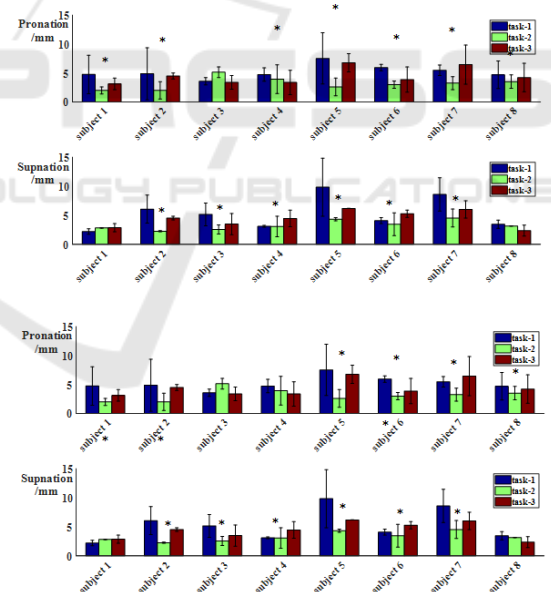 Pronation
/mm
15
10
5
0
*
*
*
*
*
*
*
task-1
task-2
task-3
subject 1
subject 2
subject 3
subject 4
subject 5
subject 6
subject 7
subject 8
Supnation
/mm
15
10
5
0
*
*
*
*
*
*
task-1
task-2
task-3
subject 1
subject 2
subject 3
subject 4
subject 5
subject 6
subject 7
subject 8
OLOGY PUBLICATIONS
Pronation
/mm
15
10
5
0
*
*
*
*
*
*
*
task-1
task-2
task-3
subject 1
subject 2
subject 3
subject 4
subject 5
subject 6
subject 7
subject 8
Supnation
/mm
15
10
5
0
*
*
*
*
*
*
task-1
task-2
task-3
subject 1
subject 2
subject 3
subject 4
subject 5
subject 6
subject 7
subject 8